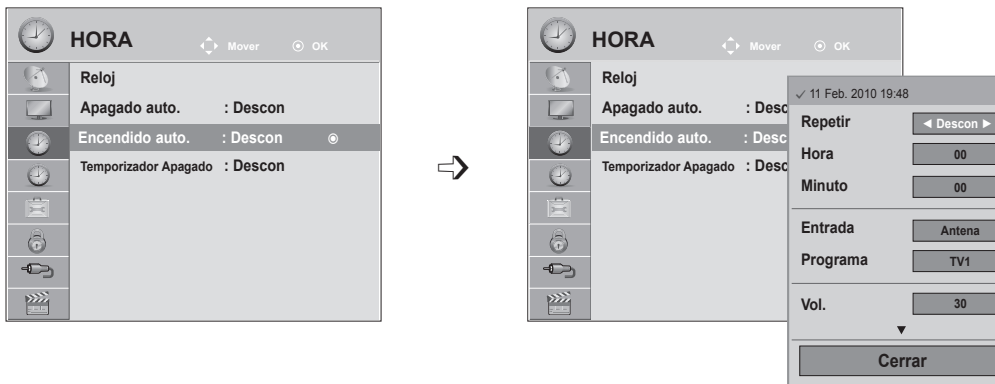 HORA Mover OK
Reloj
Apagado auto. : Descon
Encendido auto. : Descon
Temporizador Apagado : Descon
HORA Mover OK
Reloj
Apagado auto. : Desc
Encendido auto. : Desc
Temporizador Apagado : Desc
✓ 11 Feb. 2010 19:48
Repetir ◄ Descon ►
Hora 00
Minuto 00
Entrada Antena
Programa TV1
Vol. 30
▼
Cerrar